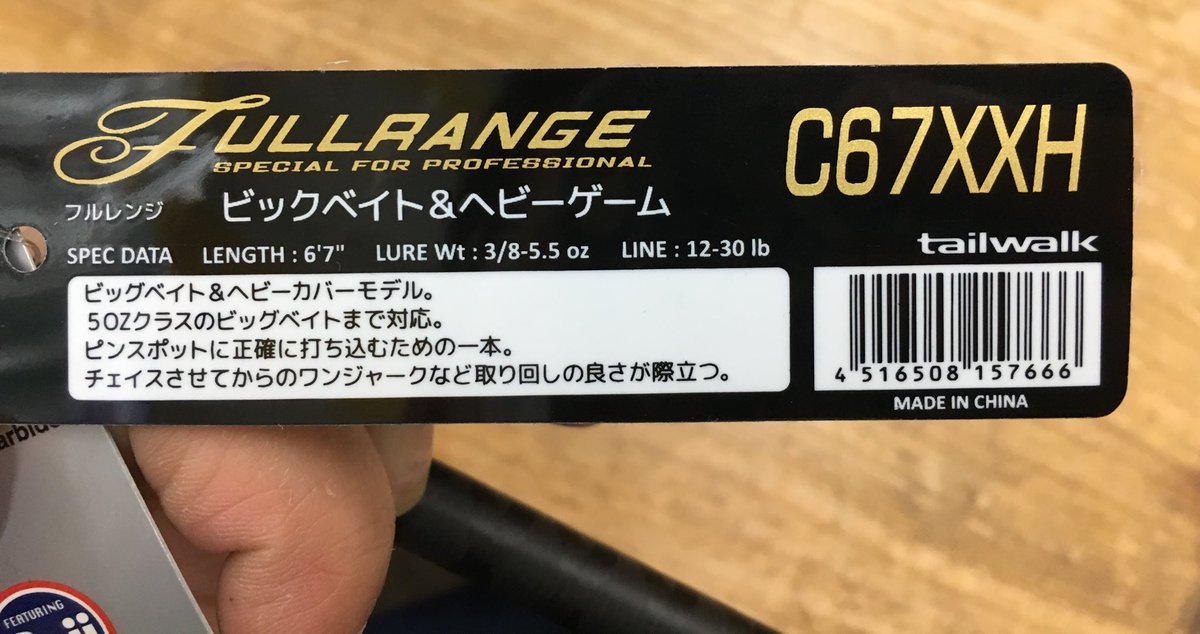 FULLRANGE
SPECIAL FOR PROFESSIONAL
C67XXH
フルレンジ ビックベイト&ヘビーゲーム
tailwalk
SPEC DATA LENGTH : 6'7" LURE Wt : 3/8-5.5 oz LINE : 12-30 lb
ビッグベイト&ヘビーカバーモデル。
5OZクラスのビッグベイトまで対応。
ピンスポットに正確に打ち込むための一本。
チェイスさせてからのワンジャークなど取り回しの良さが際立つ。
4 516508 157666
MADE IN CHINA
FEATURING